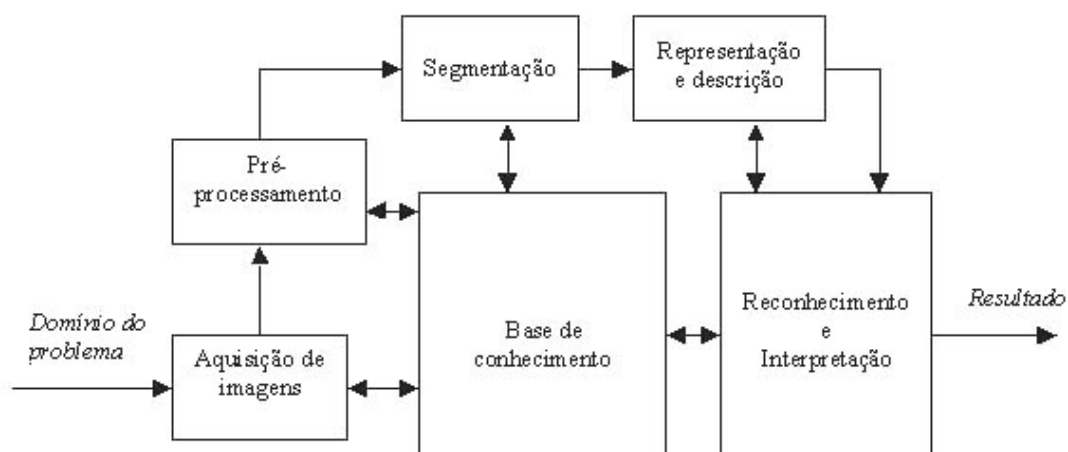 Segmentação
Representação
e descrição
Pré-
processamento
Domínio do
problema
Aquisição de
imagens
Base de
conhecimento
Reconhecimento
e
Interpretação
Resultado